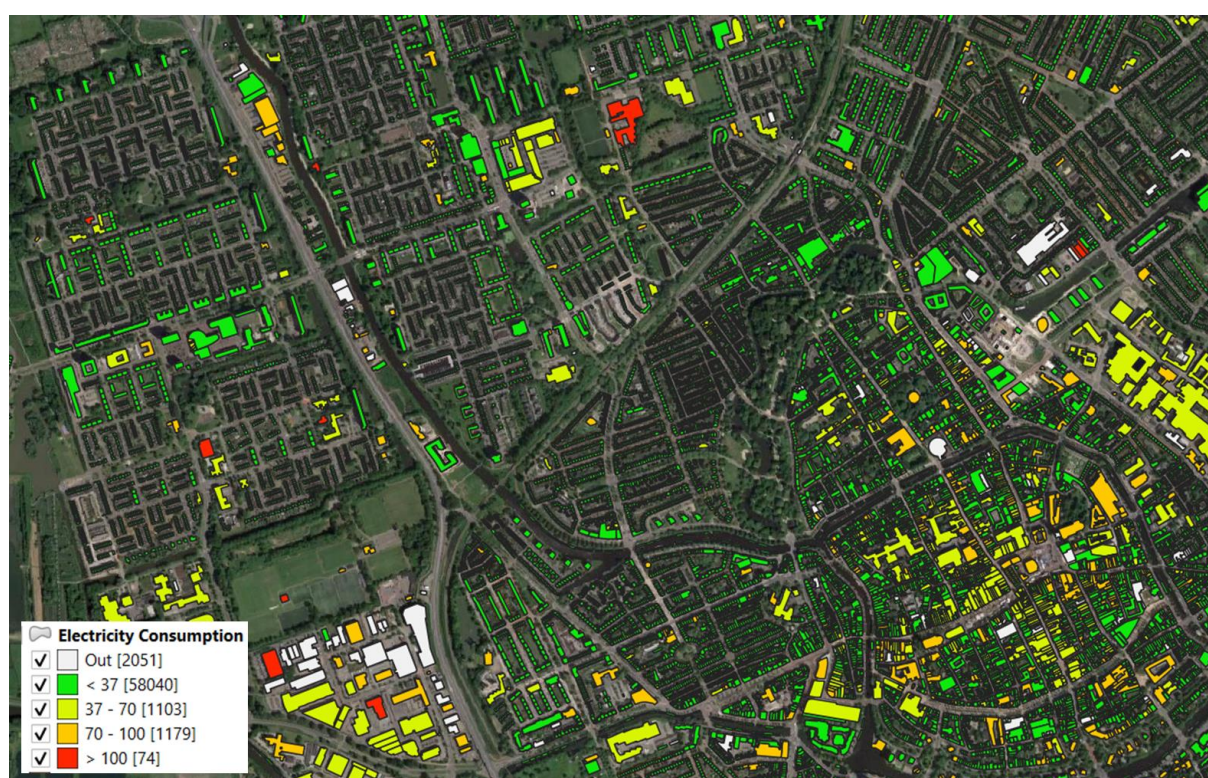 Electricity Consumption
Out [2051]
< 37 [58040]
37 - 70 [1103]
70 - 100 [1179]
> 100 [74]